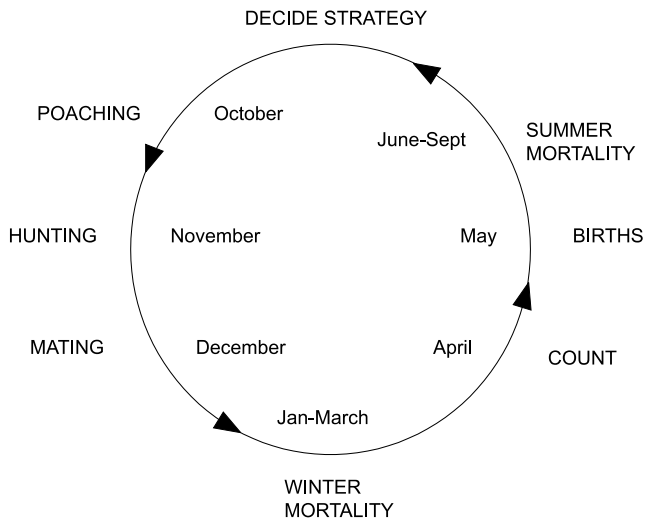 DECIDE STRATEGY
POACHING
October
June-Sept
SUMMER
MORTALITY
HUNTING
November
May
BIRTHS
MATING
December
April
COUNT
Jan-March
WINTER
MORTALITY